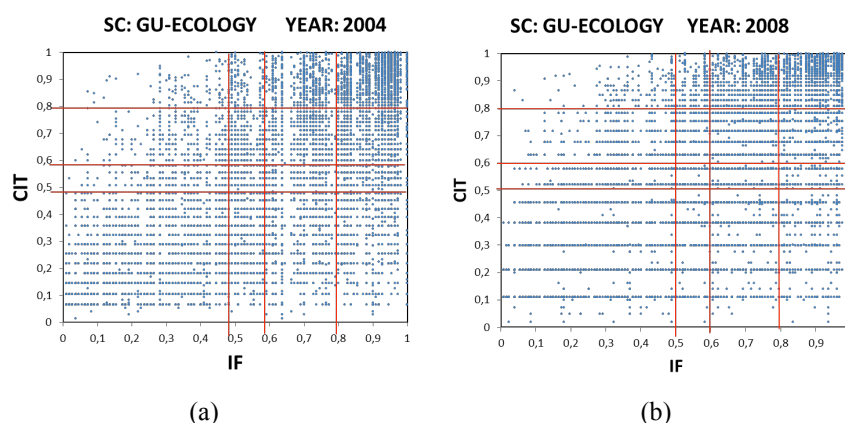 SC: GU-ECOLOGY YEAR: 2004
1
0,9
0,8
0,7
0,6
0,5
0,4
0,3
0,2
0,1
0
CIT
0 0,1 0,2 0,3 0,4 0,5 0,6 0,7 0,8 0,9 1
IF
(a)
SC: GU-ECOLOGY YEAR: 2008
1
0,9
0,8
0,7
0,6
0,5
0,4
0,3
0,2
0,1
0
CIT
0 0,1 0,2 0,3 0,4 0,5 0,6 0,7 0,8 0,9
IF
(b)